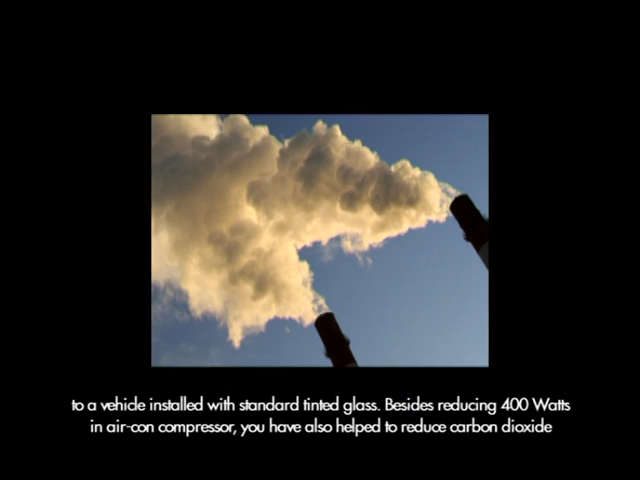 to a vehicle installed with standard tinted glass. Besides reducing 400 Watts
in air-con compressor, you have also helped to reduce carbon dioxide